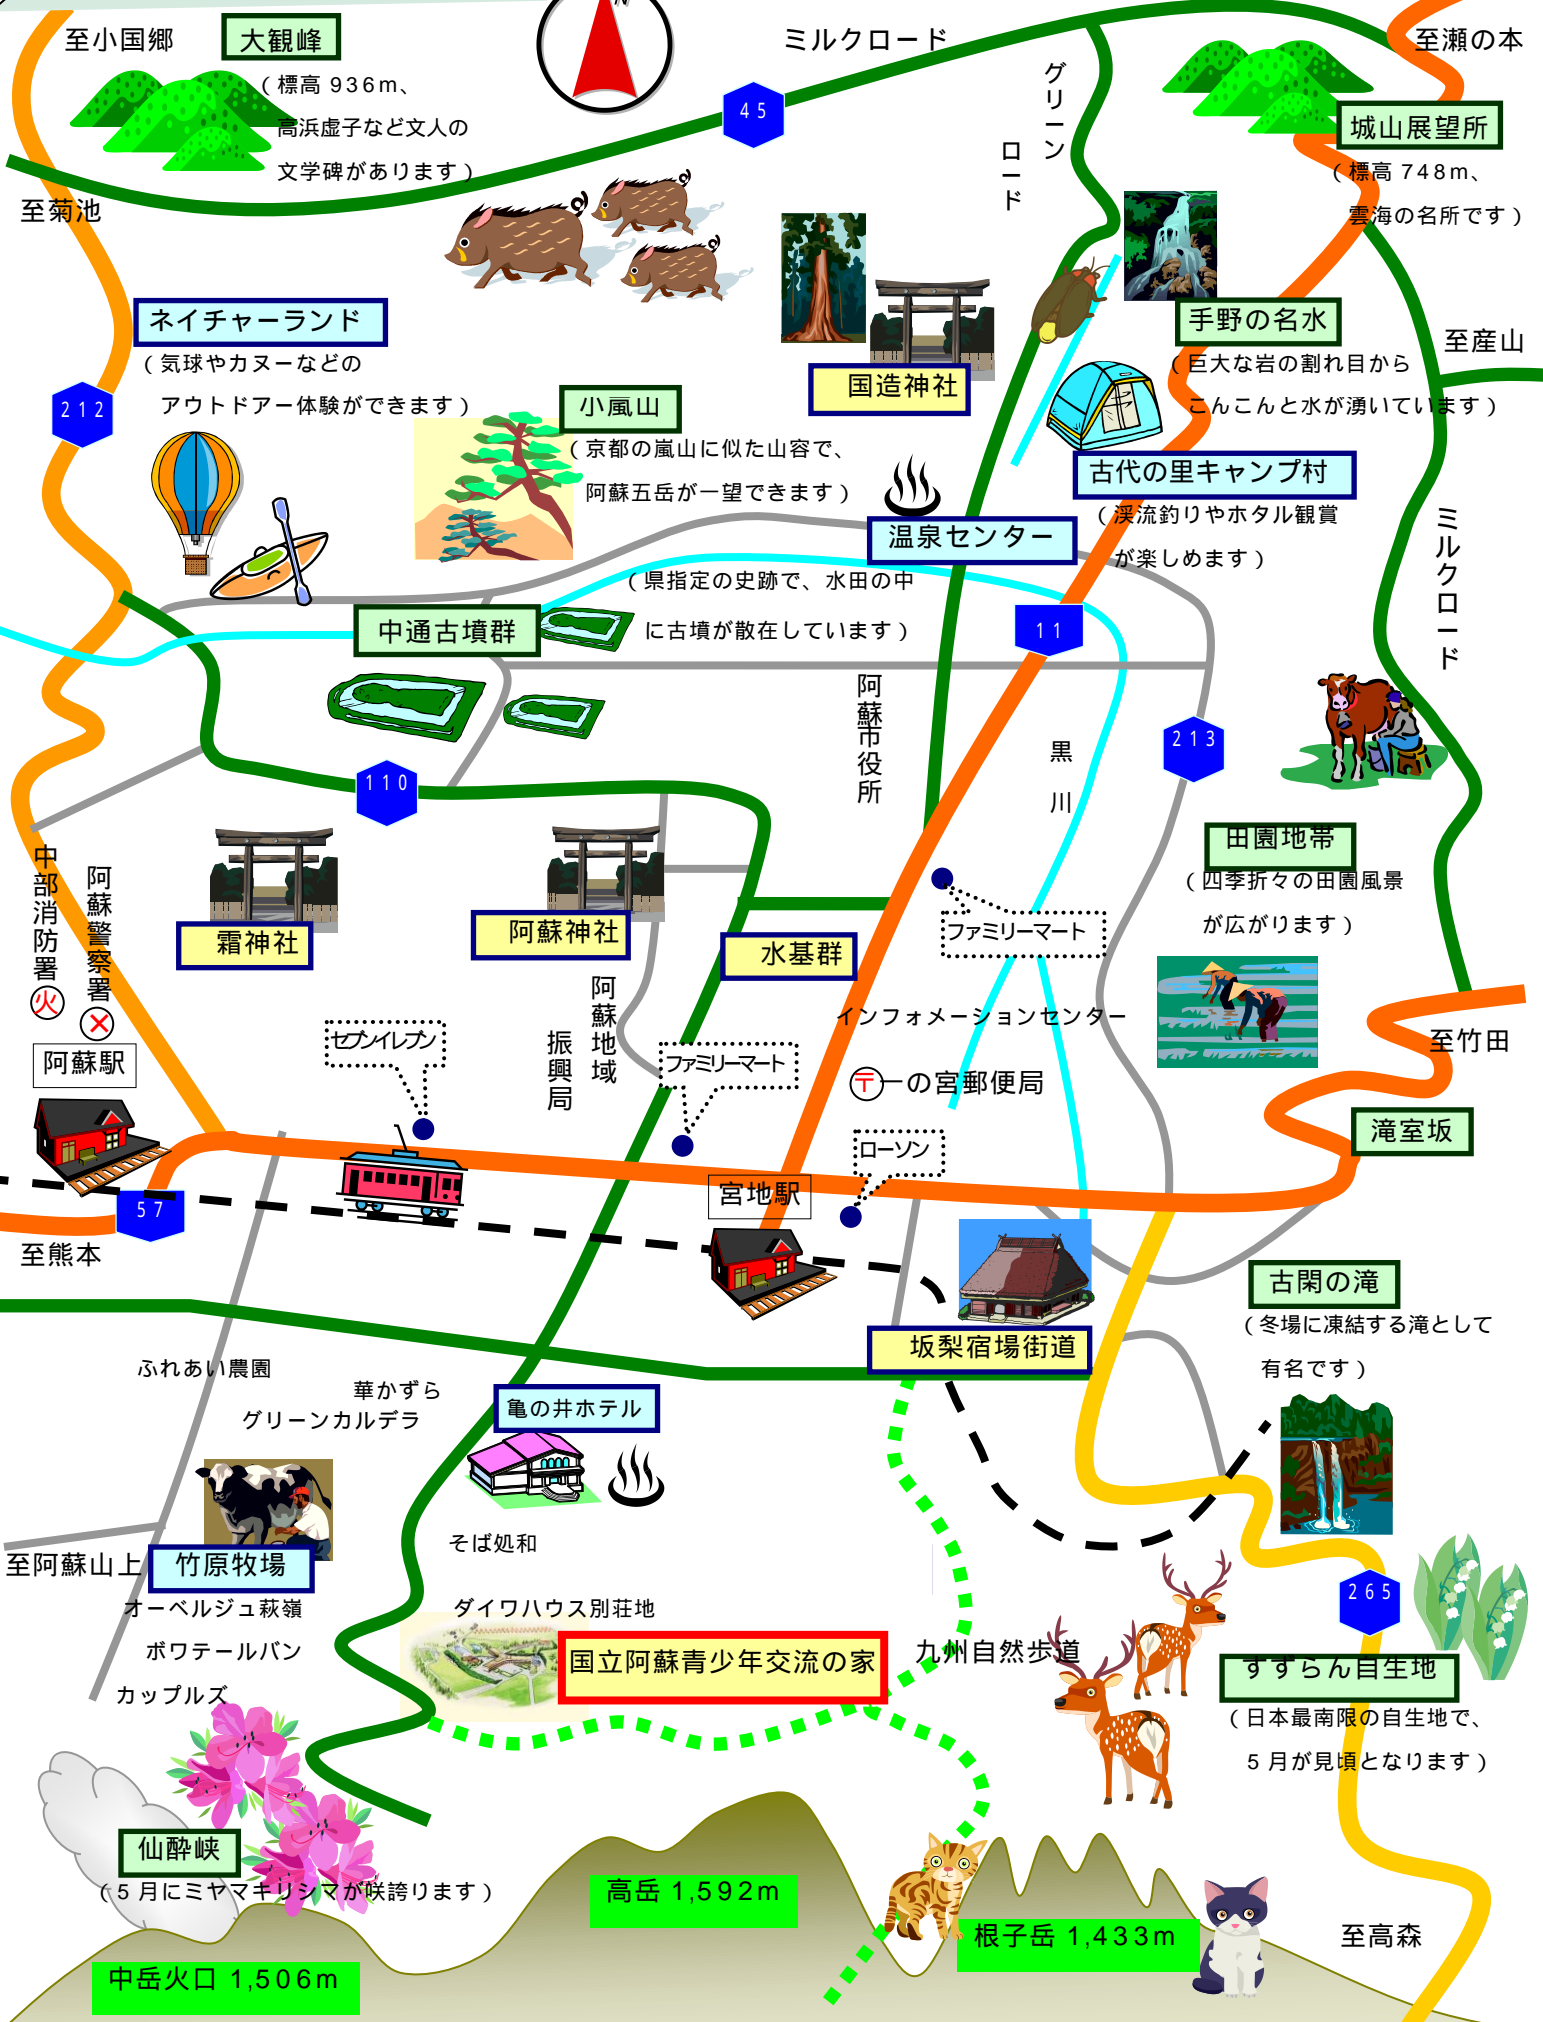 N
至小国郷
大観峰
（標高 936m、
高浜虚子など文人の
文学碑があります）
ミルクロード
至瀬の本
45
グリーン
ロード
城山展望所
（標高 748m、
雲海の名所です）
至菊池
ネイチャーランド
（気球やカヌーなどの
アウトドアー体験ができます）
212
手野の名水
（巨大な岩の割れ目から
こんこんと水が湧いています）
至産山
国造神社
小嵐山
（京都の嵐山に似た山容で、
阿蘇五岳が一望できます）
古代の里キャンプ村
（渓流釣りやホタル観賞
が楽しめます）
温泉センター
ミルクロード
中通古墳群
（県指定の史跡で、水田の中
に古墳が散在しています）
11
阿蘇市役所
黒川
213
110
田園地帯
（四季折々の田園風景
が広がります）
中部消防署
火
阿蘇警察署
霜神社
阿蘇神社
水基群
ファミリーマート
阿蘇地域
振興局
インフォメーションセンター
セブンイレブン
ファミリーマート
阿蘇駅
〒一の宮郵便局
至竹田
滝室坂
ローソン
宮地駅
57
至熊本
古閑の滝
（冬場に凍結する滝として
有名です）
坂梨宿場街道
ふれあい農園
華かずら
グリーンカルデラ
亀の井ホテル
そば処和
至阿蘇山上
竹原牧場
オーベルジュ萩嶺
ボワテールバン
カップルズ
ダイワハウス別荘地
国立阿蘇青少年交流の家
九州自然歩道
265
すずらん自生地
（日本最南限の自生地で、
5 月が見頃となります）
仙酔峡
（5 月にミヤマキリシマが咲誇ります）
高岳 1,592m
根子岳 1,433m
至高森
中岳火口 1,506m